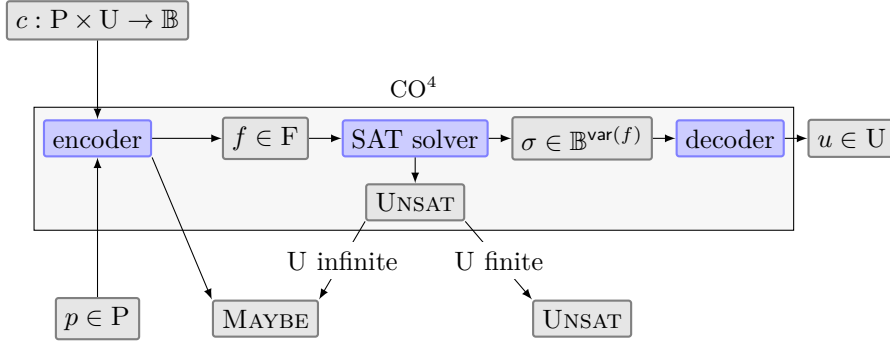 c : P × U → 𝔹
CO⁴
encoder
f ∈ F
SAT solver
σ ∈ 𝔹^var(f)
decoder
u ∈ U
UNSAT
U infinite
U finite
p ∈ P
MAYBE
UNSAT